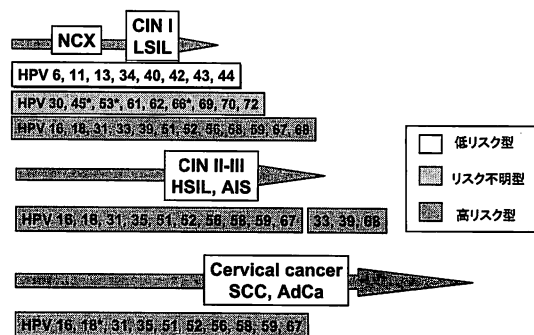 NCX
CIN I
LSIL
HPV 6, 11, 13, 34, 40, 42, 43, 44
HPV 30, 45*, 53*, 61, 62, 66*, 69, 70, 72
HPV 16, 18, 31, 33, 39, 51, 52, 56, 58, 59, 67, 68
CIN II-III
HSIL, AIS
HPV 16, 18, 31, 35, 51, 52, 56, 58, 59, 67
33, 39, 68
Cervical cancer
SCC, AdCa
HPV 16, 18*, 31, 35, 51, 52, 56, 58, 59, 67
低リスク型
リスク不明型
高リスク型